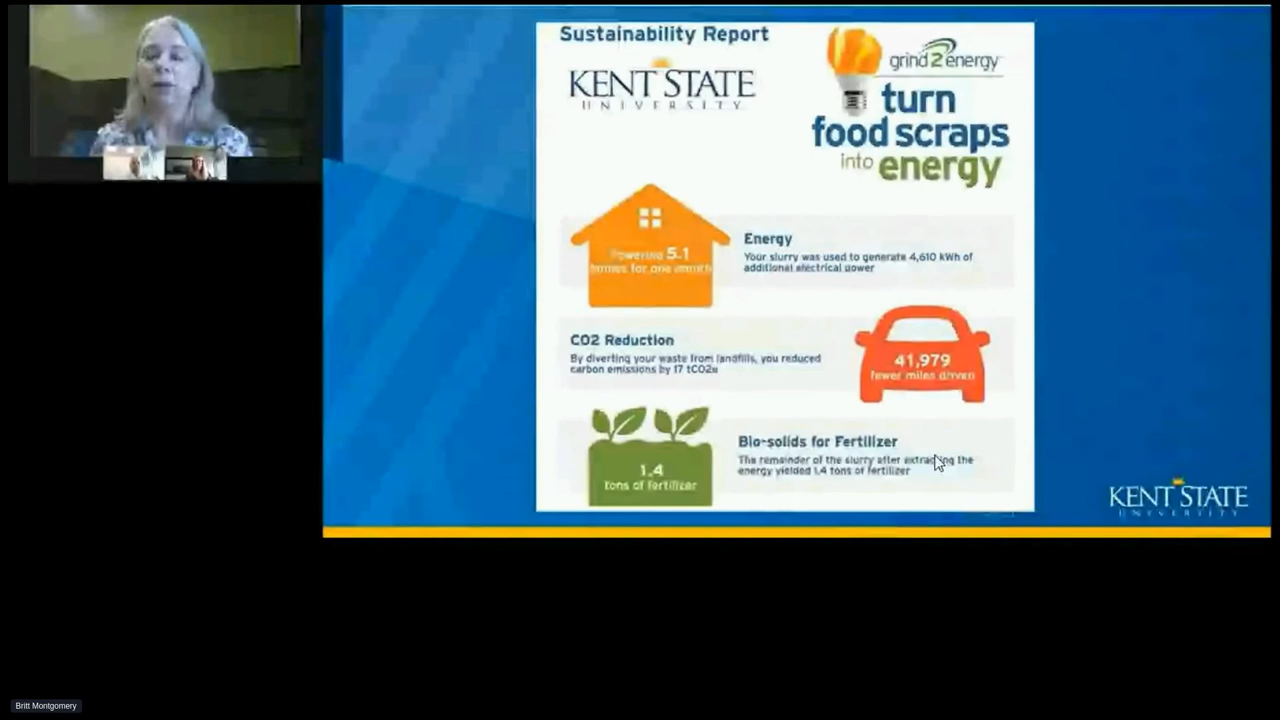 Sustainability Report
KENT STATE
UNIVERSITY
grind2energy
turn
food scraps
into energy
Powering 5.1
homes for one month
Energy
Your slurry was used to generate 4,610 kWh of
additional electrical power
CO2 Reduction
By diverting your waste from landfills, you reduced
carbon emissions by 17 tCO2e
41,979
fewer miles driven
1.4
tons of fertilizer
Bio-solids for Fertilizer
The remainder of the slurry after extracting the
energy yielded 1.4 tons of fertilizer
KENT STATE
UNIVERSITY
Britt Montgomery